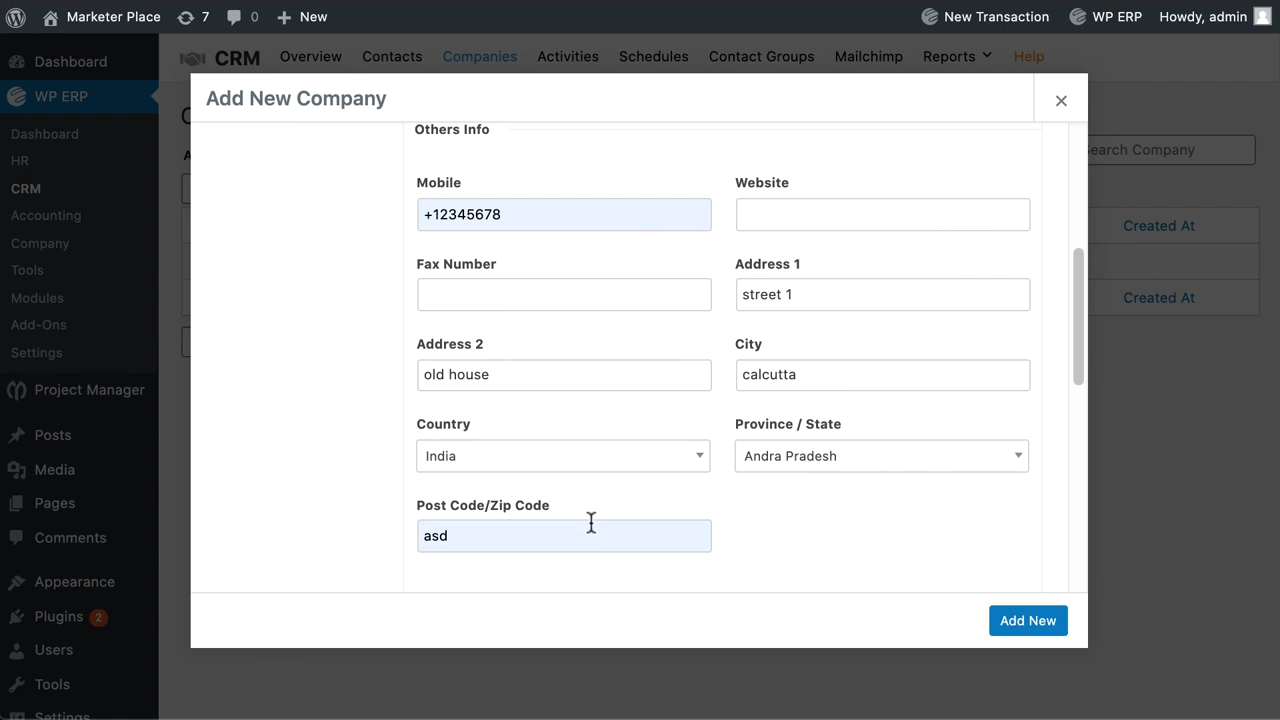 Marketer Place 7 0 New New Transaction WP ERP Howdy, admin
Dashboard
WP ERP
Dashboard
HR
CRM
Accounting
Company
Tools
Modules
Add-Ons
Settings
Project Manager
Posts
Media
Pages
Comments
Appearance
Plugins 2
Users
Tools
Settings
CRM Overview Contacts Companies Activities Schedules Contact Groups Mailchimp Reports Help
Add New Company
Search Company
Created At
Created At
Others Info
Mobile Website
+12345678
Fax Number Address 1
street 1
Address 2 City
old house calcutta
Country Province / State
India Andra Pradesh
Post Code/Zip Code
asd
Add New